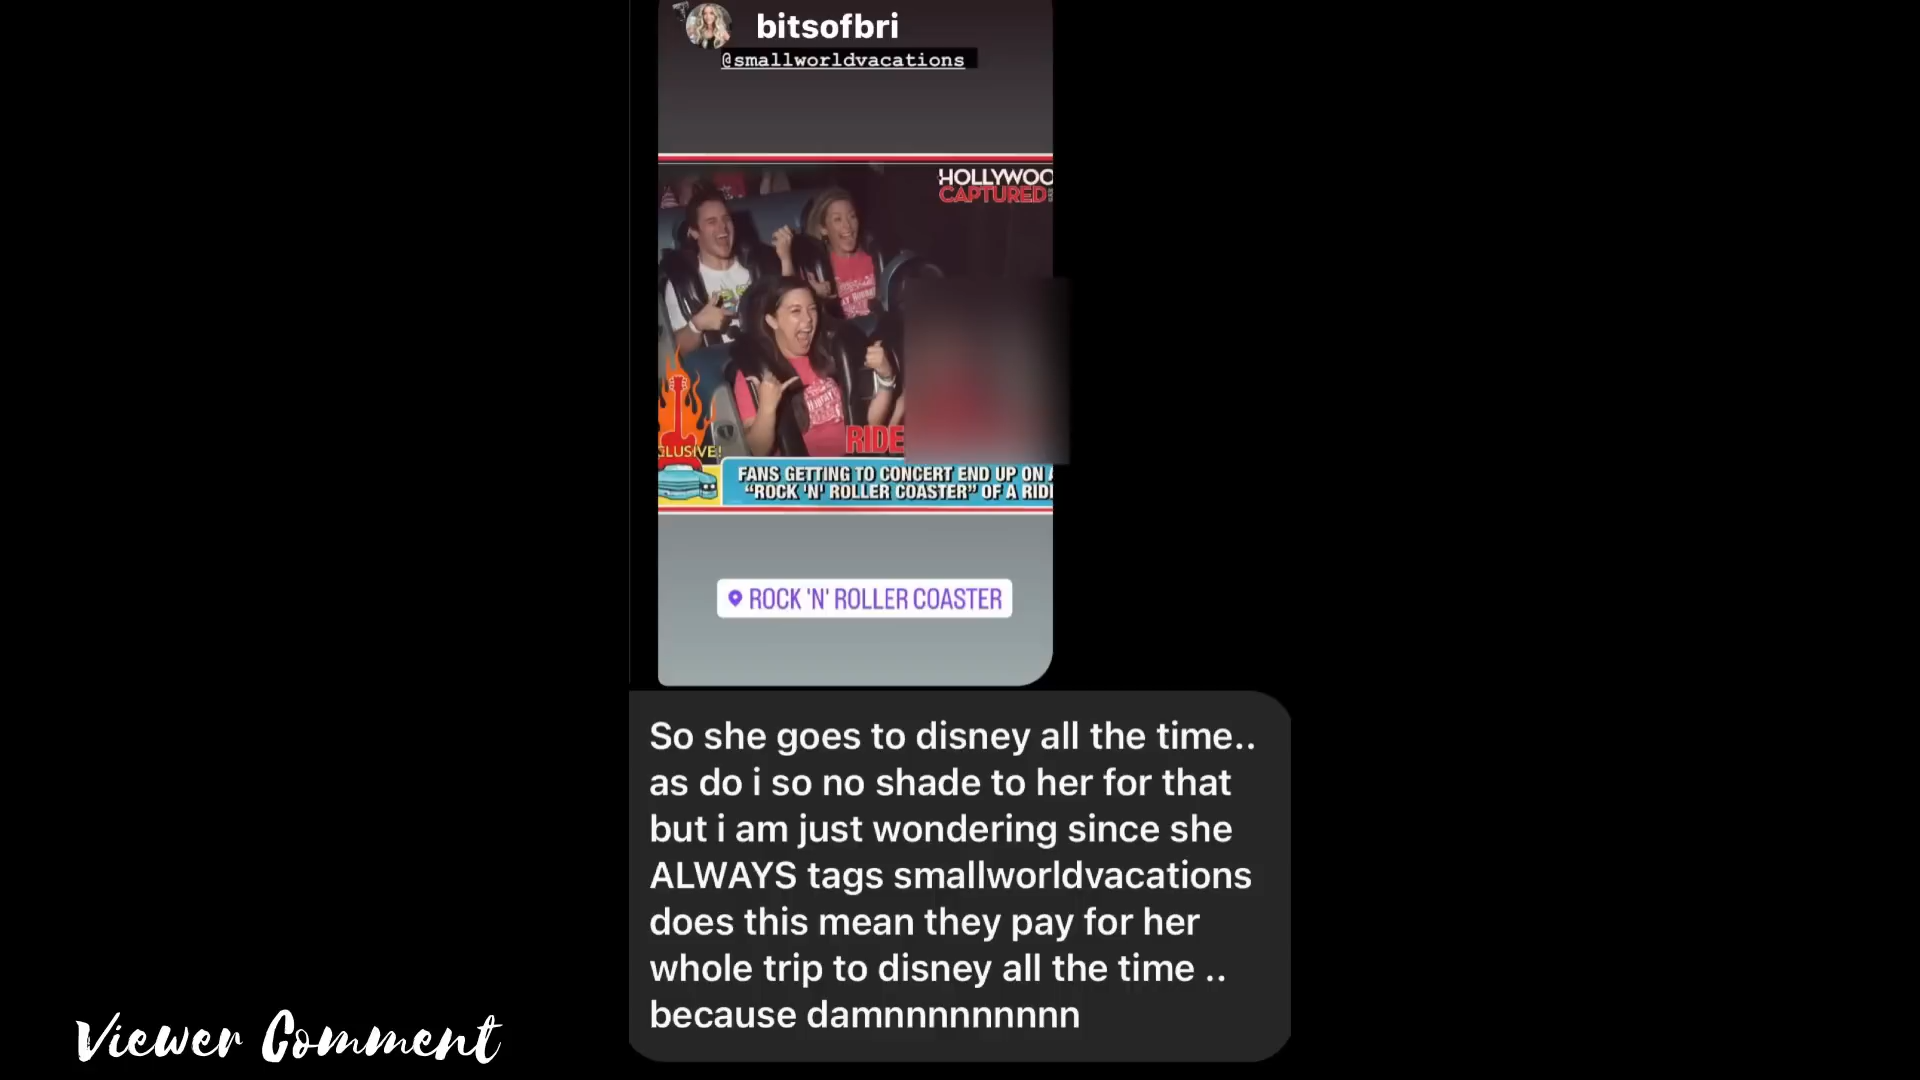 bitsofbri
@smallworldvacations
HOLLYWOO
CAPTURED
RIDE
CLUSIVE!
FANS GETTING TO CONCERT END UP ON A
“ROCK 'N' ROLLER COASTER” OF A RID
ROCK 'N' ROLLER COASTER
So she goes to disney all the time..
as do i so no shade to her for that
but i am just wondering since she
ALWAYS tags smallworldvacations
does this mean they pay for her
whole trip to disney all the time ..
because damnnnnnnnnn
Viewer Comment